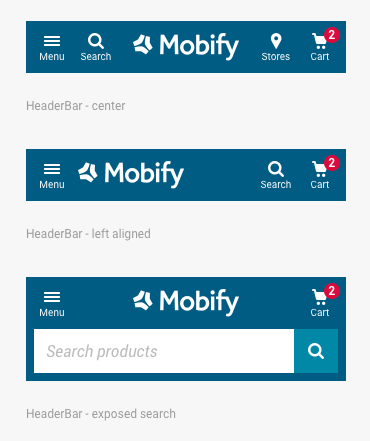 Mobify
2
Menu Search Stores Cart
HeaderBar - center
Mobify
2
Menu Search Cart
HeaderBar - left aligned
Mobify
2
Menu Cart
Search products
HeaderBar - exposed search